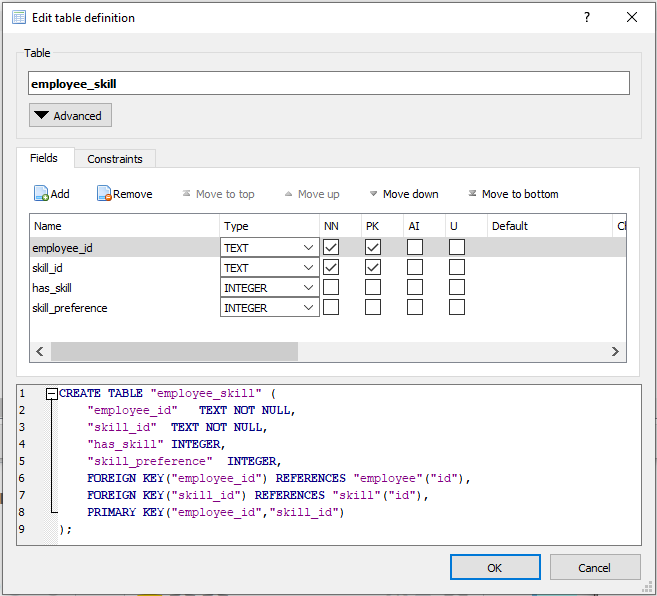 Edit table definition ?
Table
employee_skill
Advanced
Fields Constraints
Add Remove Move to top Move up Move down Move to bottom
Name Type NN PK AI U Default
employee_id TEXT
skill_id TEXT
has_skill INTEGER
skill_preference INTEGER
1 CREATE TABLE "employee_skill" (
2 "employee_id" TEXT NOT NULL,
3 "skill_id" TEXT NOT NULL,
4 "has_skill" INTEGER,
5 "skill_preference" INTEGER,
6 FOREIGN KEY("employee_id") REFERENCES "employee"("id"),
7 FOREIGN KEY("skill_id") REFERENCES "skill"("id"),
8 PRIMARY KEY("employee_id","skill_id")
9 );
OK Cancel